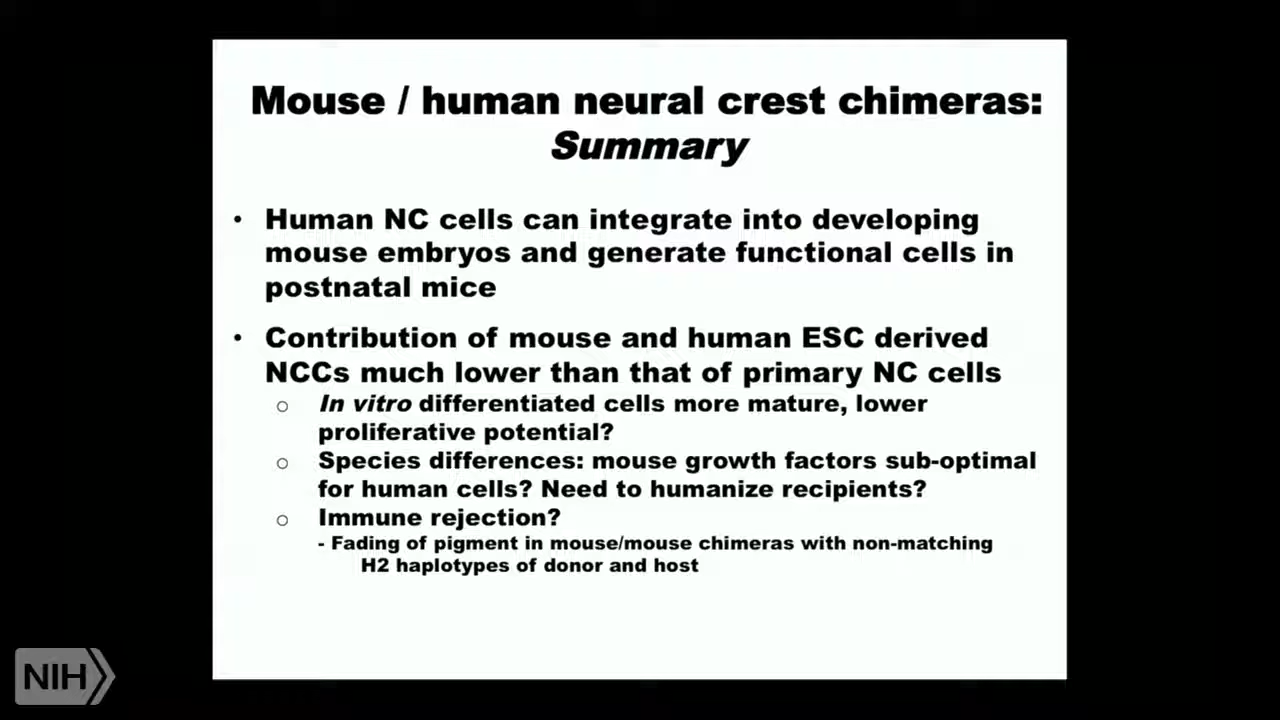 Mouse / human neural crest chimeras:
Summary
• Human NC cells can integrate into developing
mouse embryos and generate functional cells in
postnatal mice
• Contribution of mouse and human ESC derived
NCCs much lower than that of primary NC cells
○ In vitro differentiated cells more mature, lower
proliferative potential?
○ Species differences: mouse growth factors sub-optimal
for human cells? Need to humanize recipients?
○ Immune rejection?
- Fading of pigment in mouse/mouse chimeras with non-matching
H2 haplotypes of donor and host
NIH